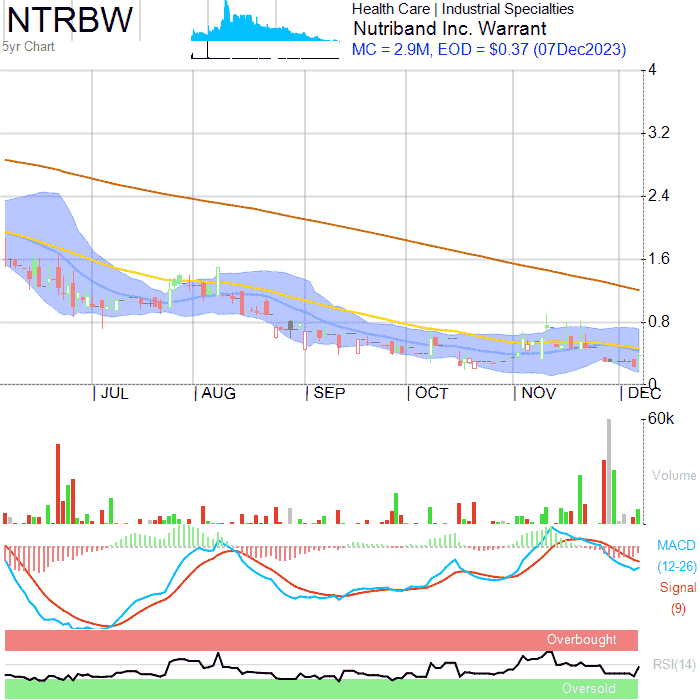 NTRBW
5yr Chart
Health Care | Industrial Specialties
Nutriband Inc. Warrant
MC = 2.9M, EOD = $0.37 (07Dec2023)
4
3.2
2.4
1.6
0.8
0
JUL AUG SEP OCT NOV DEC
60k
Volume
MACD
(12-26)
Signal
(9)
Overbought
RSI(14)
Oversold